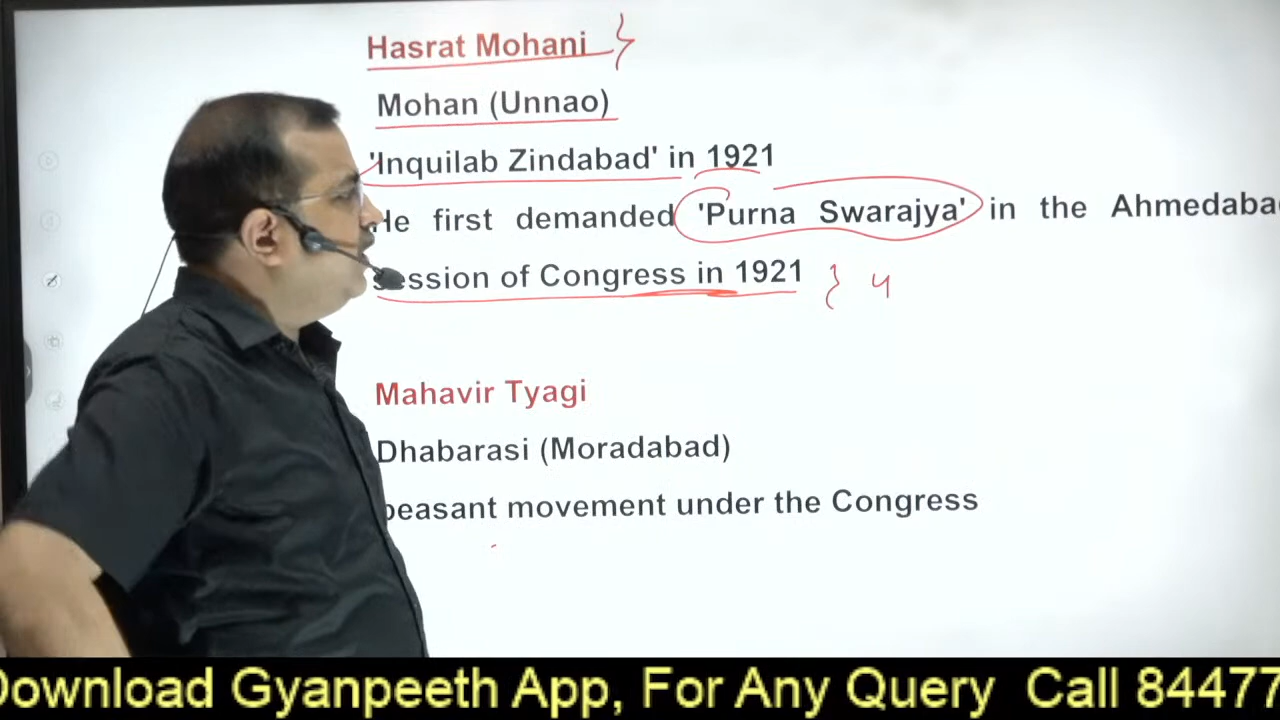 Hasrat Mohani
Mohan (Unnao)
'Inquilab Zindabad' in 1921
He first demanded 'Purna Swarajya' in the Ahmedaba
session of Congress in 1921
Mahavir Tyagi
Dhabarasi (Moradabad)
peasant movement under the Congress
Download Gyanpeeth App, For Any Query Call 84477